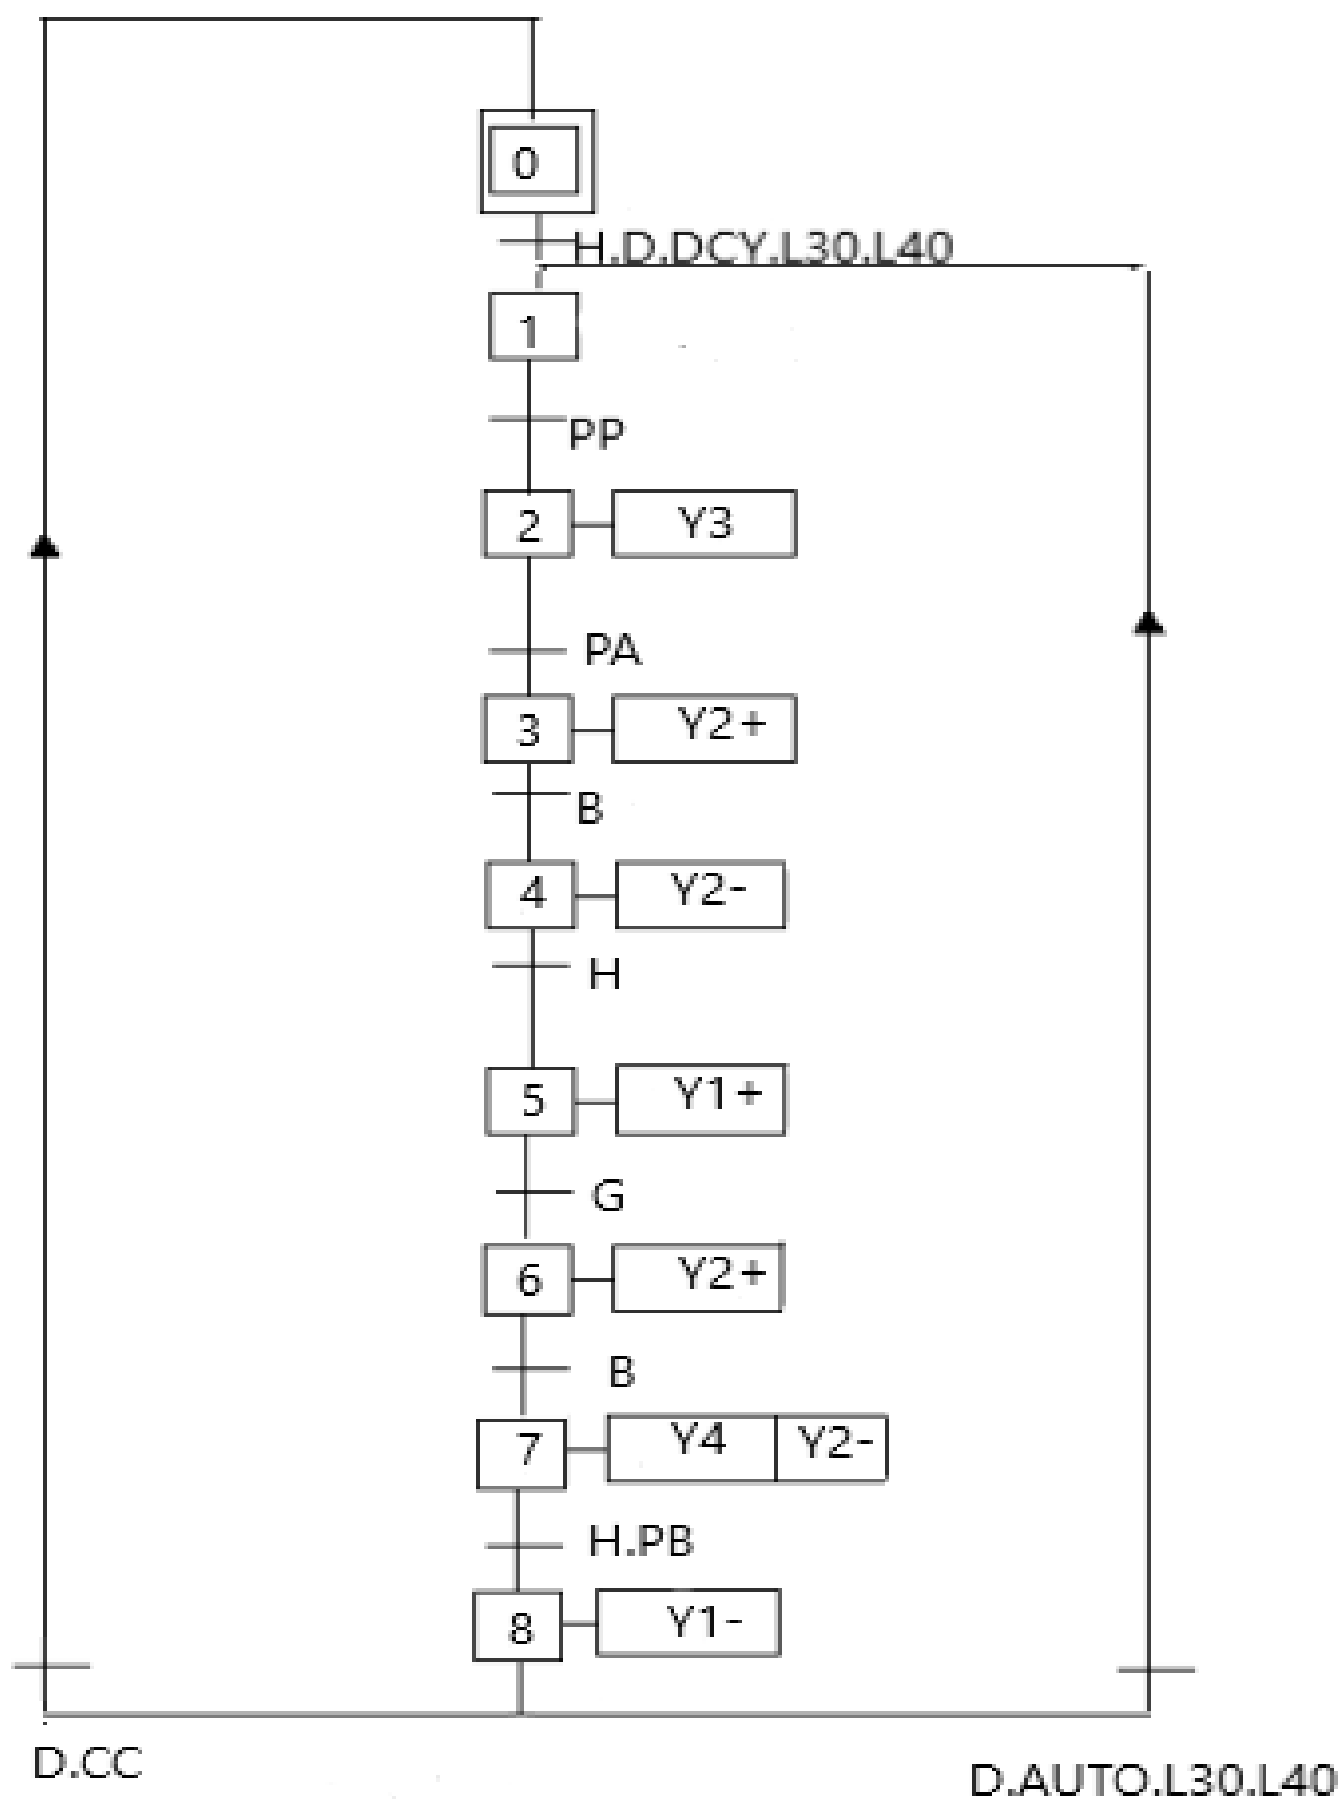 0
H.D.DCY.L30.L40
1
PP
2 Y3
PA
3 Y2+
B
4 Y2-
H
5 Y1+
G
6 Y2+
B
7 Y4 Y2-
H.PB
8 Y1-
D.CC
D.AUTO.L30.L40